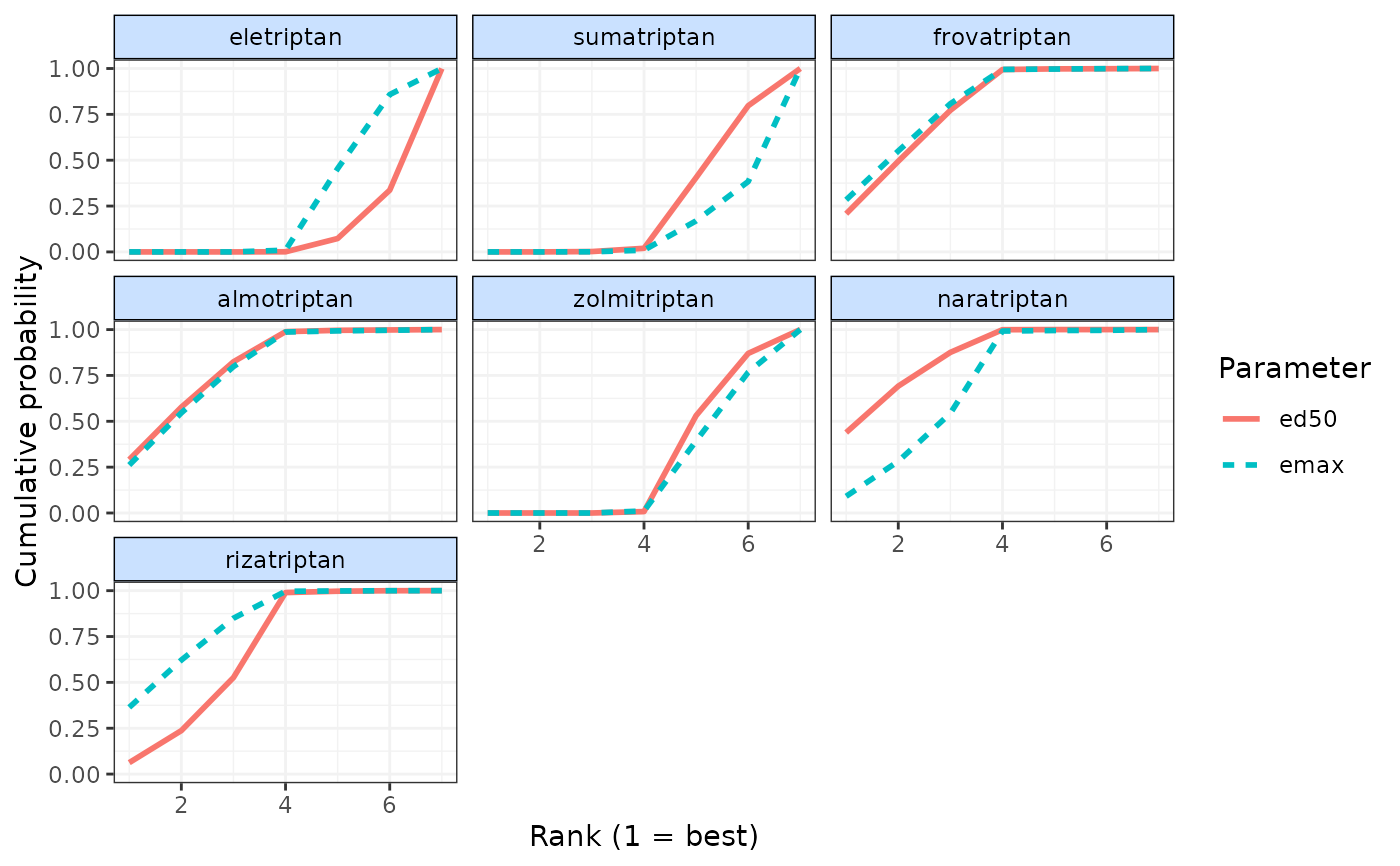 eletriptan sumatriptan frovatriptan
1.00
0.75
0.50
0.25
0.00
almotriptan zolmitriptan naratriptan
1.00
0.75
0.50
0.25
0.00
2 4 6 2 4 6
rizatriptan
1.00
0.75
0.50
0.25
0.00
2 4 6
Rank (1 = best)
Cumulative probability
Parameter
ed50
emax